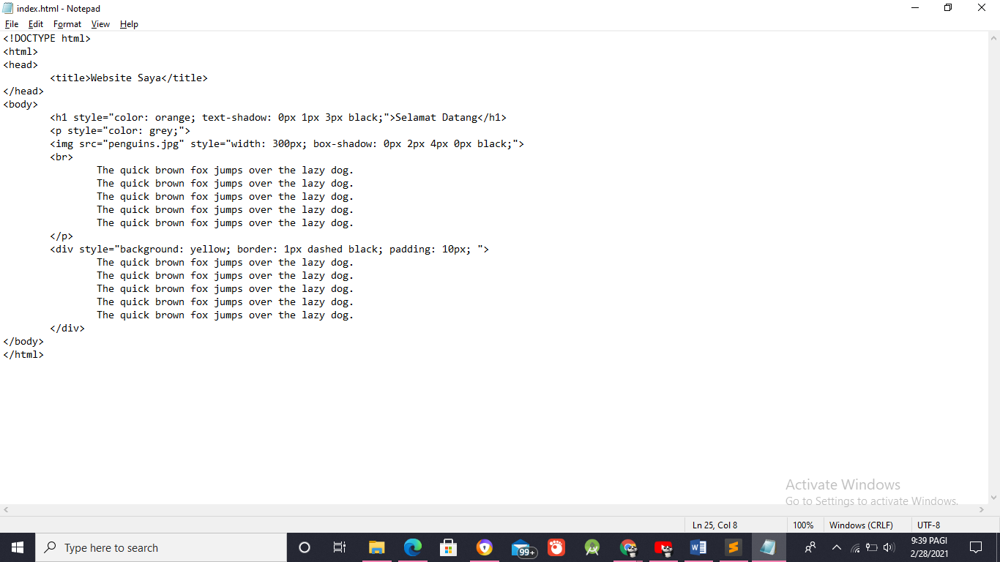 index.html - Notepad
File Edit Format View Help
<!DOCTYPE html>
<html>
<head>
<title>Website Saya</title>
</head>
<body>
<h1 style="color: orange; text-shadow: 0px 1px 3px black;">Selamat Datang</h1>
<p style="color: grey;">
<img src="penguins.jpg" style="width: 300px; box-shadow: 0px 2px 4px 0px black;">
<br>
The quick brown fox jumps over the lazy dog.
The quick brown fox jumps over the lazy dog.
The quick brown fox jumps over the lazy dog.
The quick brown fox jumps over the lazy dog.
The quick brown fox jumps over the lazy dog.
</p>
<div style="background: yellow; border: 1px dashed black; padding: 10px; ">
The quick brown fox jumps over the lazy dog.
The quick brown fox jumps over the lazy dog.
The quick brown fox jumps over the lazy dog.
The quick brown fox jumps over the lazy dog.
The quick brown fox jumps over the lazy dog.
</div>
</body>
</html>
Activate Windows
Go to Settings to activate Windows.
Ln 25, Col 8 100% Windows (CRLF) UTF-8
Type here to search
99+
9:39 PAGI
2/28/2021